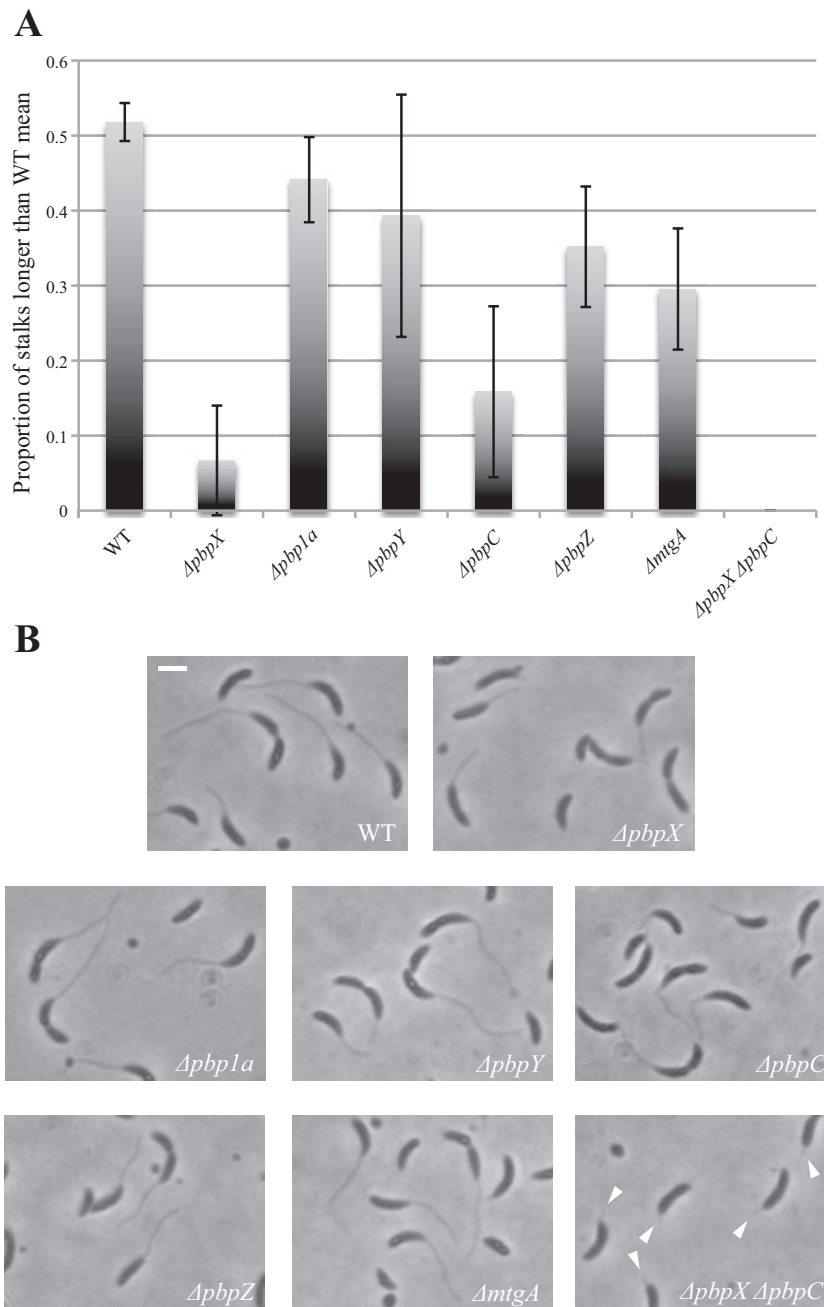 A
Proportion of stalks longer than WT mean
0.6
0.5
0.4
0.3
0.2
0.1
0
WT
ΔpbpX
Δpbp1a
ΔpbpY
ΔpbpC
ΔpbpZ
ΔmtgA
ΔpbpX ΔpbpC
B
WT
ΔpbpX
Δpbp1a
ΔpbpY
ΔpbpC
ΔpbpZ
ΔmtgA
ΔpbpX ΔpbpC